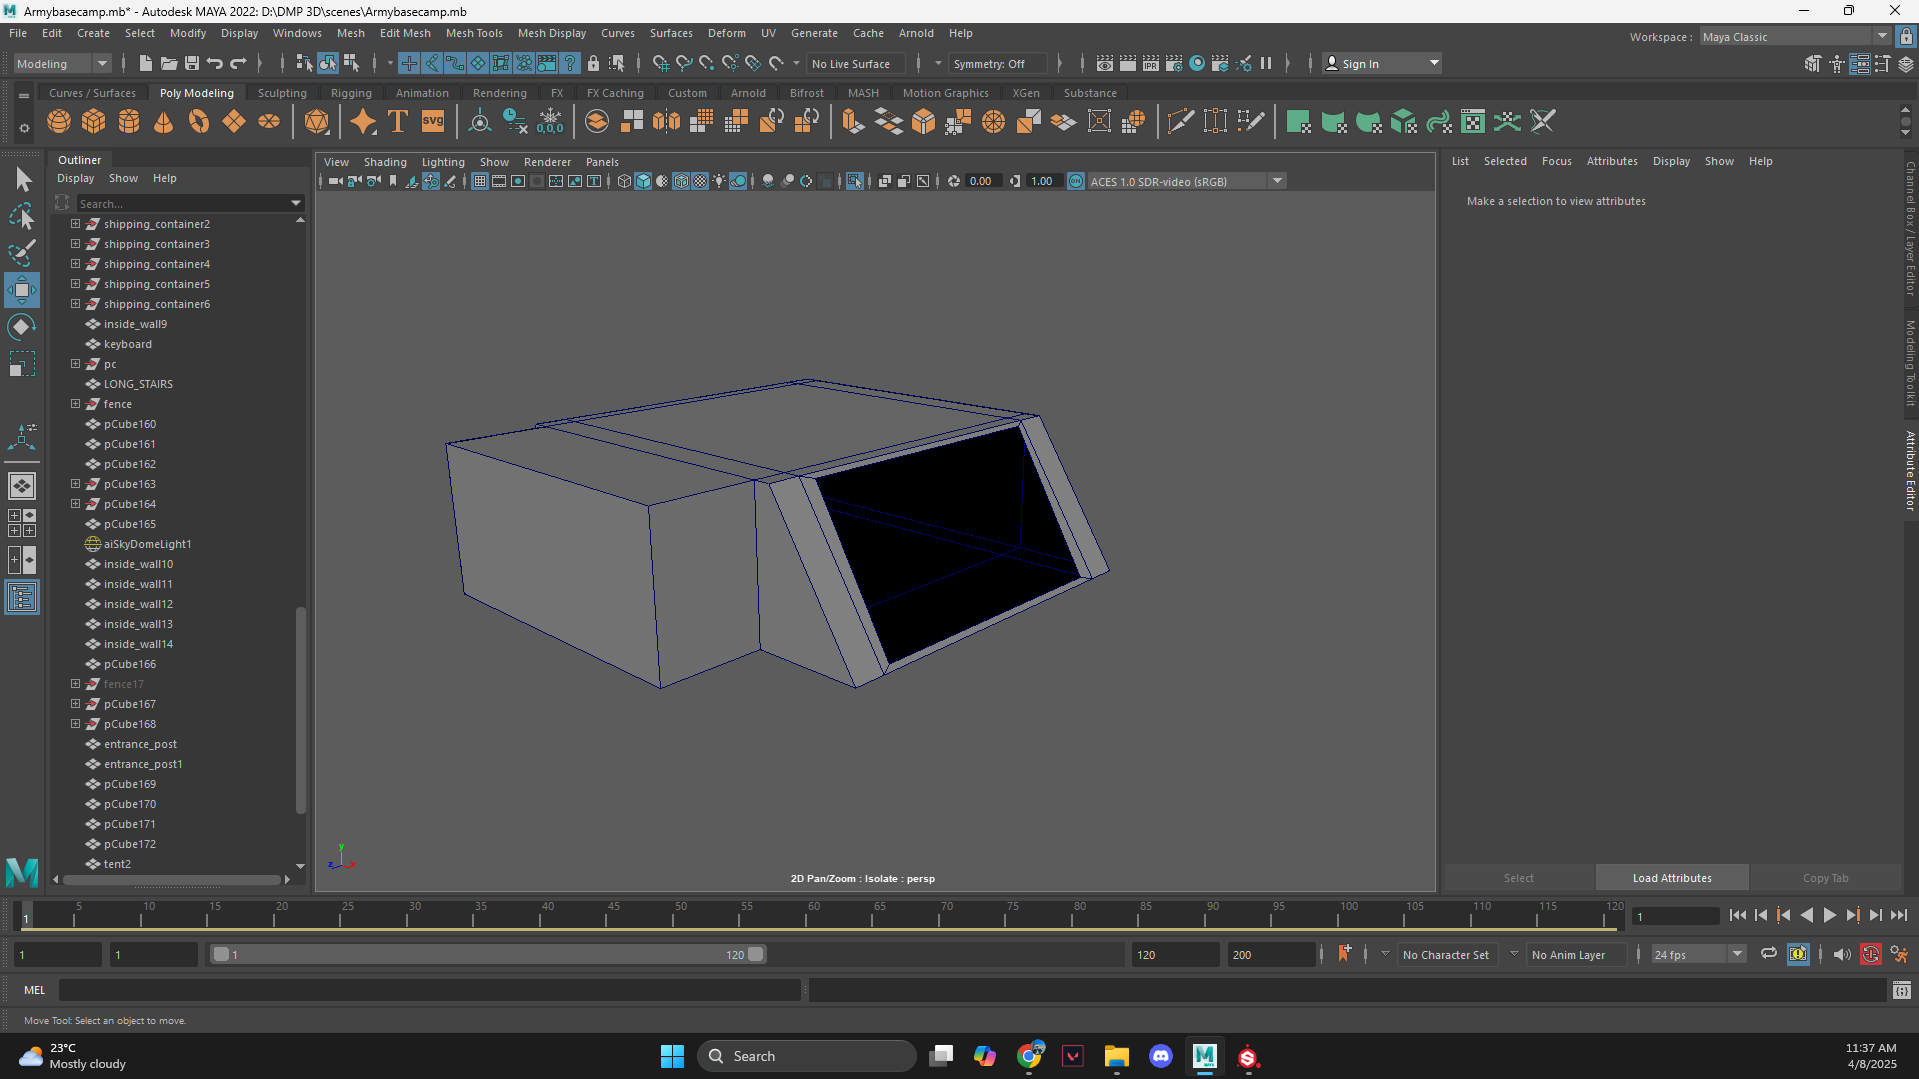 Armybasecamp.mb* - Autodesk MAYA 2022: D:\DMP 3D\scenes\Armybasecamp.mb
File Edit Create Select Modify Display Windows Mesh Edit Mesh Mesh Tools Mesh Display Curves Surfaces Deform UV Generate Cache Arnold Help
Workspace : Maya Classic
Modeling No Live Surface Symmetry: Off Sign In
Curves / Surfaces Poly Modeling Sculpting Rigging Animation Rendering FX FX Caching Custom Arnold Bifrost MASH Motion Graphics XGen Substance
T svg 0,0,0
Outliner
Display Show Help
Search...
shipping_container2
shipping_container3
shipping_container4
shipping_container5
shipping_container6
inside_wall9
keyboard
pc
LONG_STAIRS
fence
pCube160
pCube161
pCube162
pCube163
pCube164
pCube165
aiSkyDomeLight1
inside_wall10
inside_wall11
inside_wall12
inside_wall13
inside_wall14
pCube166
fence17
pCube167
pCube168
entrance_post
entrance_post1
pCube169
pCube170
pCube171
pCube172
tent2
View Shading Lighting Show Renderer Panels
0.00 1.00 ON ACES 1.0 SDR-video (sRGB)
y
z x
2D Pan/Zoom : Isolate : persp
List Selected Focus Attributes Display Show Help
Make a selection to view attributes
Select Load Attributes Copy Tab
Channel Box / Layer Editor
Modeling Toolkit
Attribute Editor
1 5 10 15 20 25 30 35 40 45 50 55 60 65 70 75 80 85 90 95 100 105 110 115 120 1
1 1 1 120 120 200 No Character Set No Anim Layer 24 fps
MEL
Move Tool: Select an object to move.
23°C
Mostly cloudy
Search
11:37 AM
4/8/2025